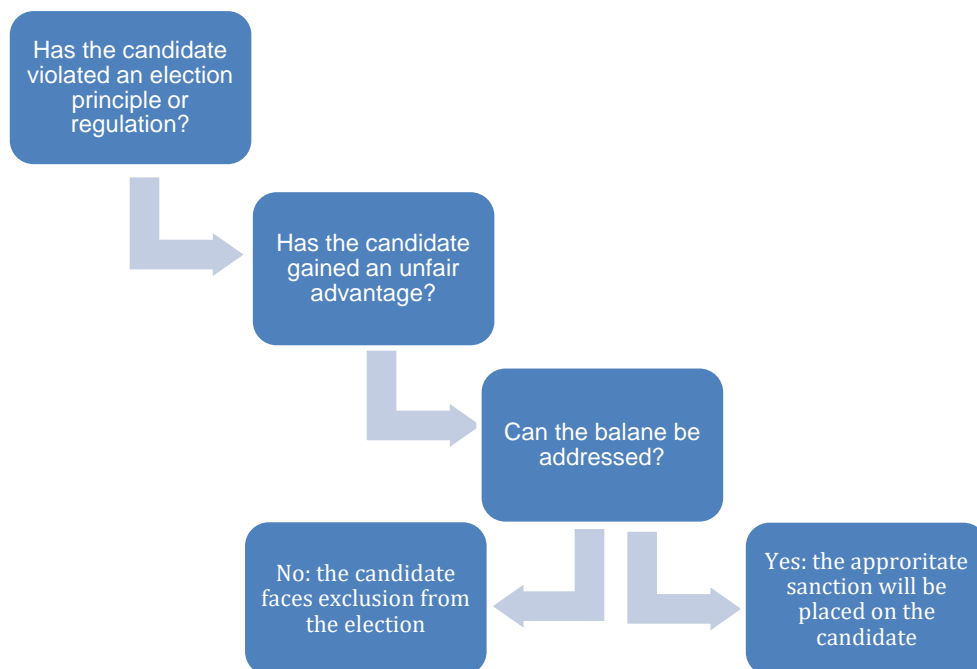 Has the candidate
violated an election
principle or
regulation?
Has the candidate
gained an unfair
advantage?
Can the balane be
addressed?
No: the candidate
faces exclusion from
the election
Yes: the approritate
sanction will be
placed on the
candidate